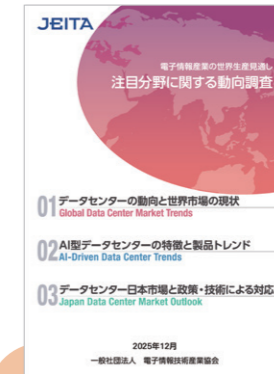 JEITA
電子情報産業の世界生産見通し
注目分野に関する動向調査
01 データセンターの動向と世界市場の現状
Global Data Center Market Trends
02 AI型データセンターの特徴と製品トレンド
AI-Driven Data Center Trends
03 データセンター日本市場と政策・技術による対応
Japan Data Center Market Outlook
2025年12月
一般社団法人 電子情報技術産業協会